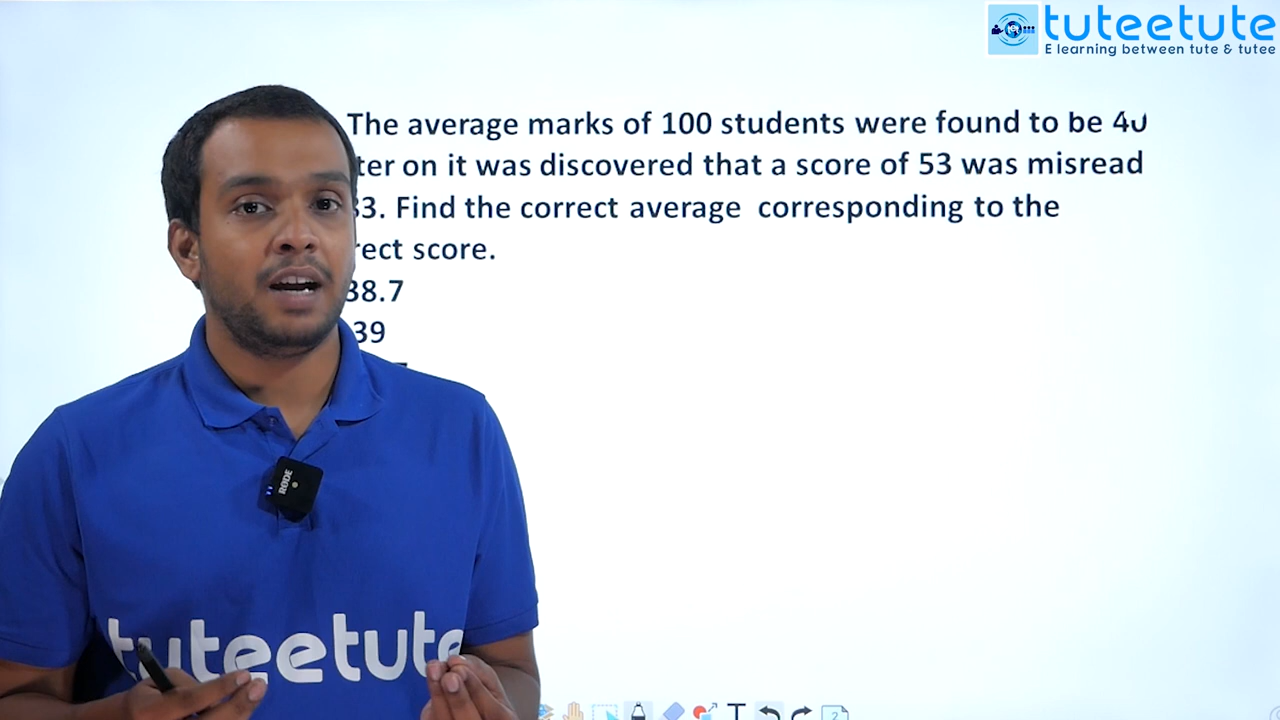 tuteetute
E learning between tute & tutee
The average marks of 100 students were found to be 40
ter on it was discovered that a score of 53 was misread
3. Find the correct average corresponding to the
rect score.
38.7
39
RODE
tuteetute
T
2